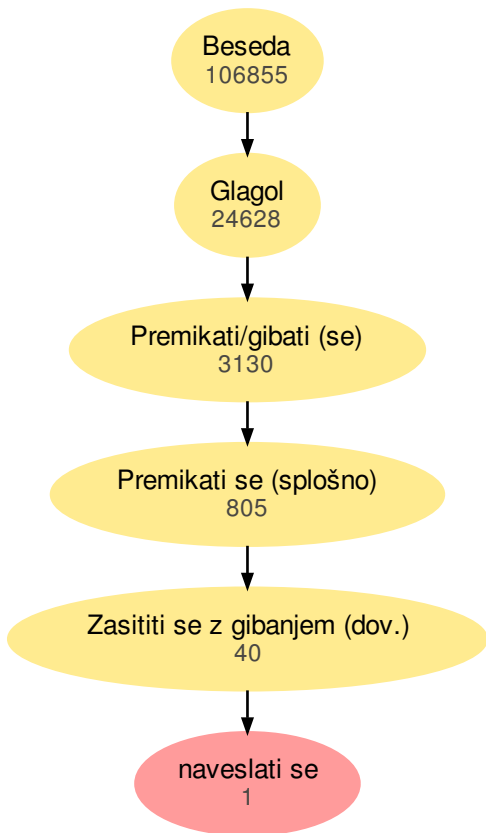 Beseda
106855
Glagol
24628
Premikati/gibati (se)
3130
Premikati se (splošno)
805
Zasititi se z gibanjem (dov.)
40
naveslati se
1